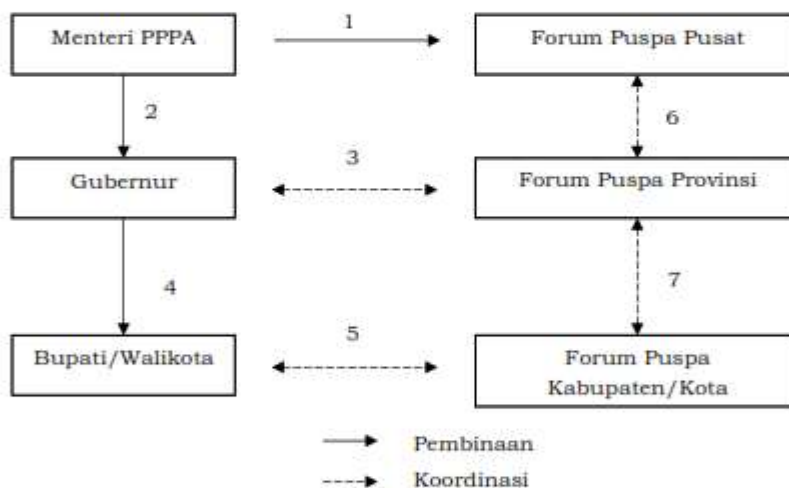 Menteri PPPA
1
Forum Puspa Pusat
2
6
Gubernur
3
Forum Puspa Provinsi
4
7
Bupati/Walikota
5
Forum Puspa
Kabupaten/Kota
Pembinaan
Koordinasi